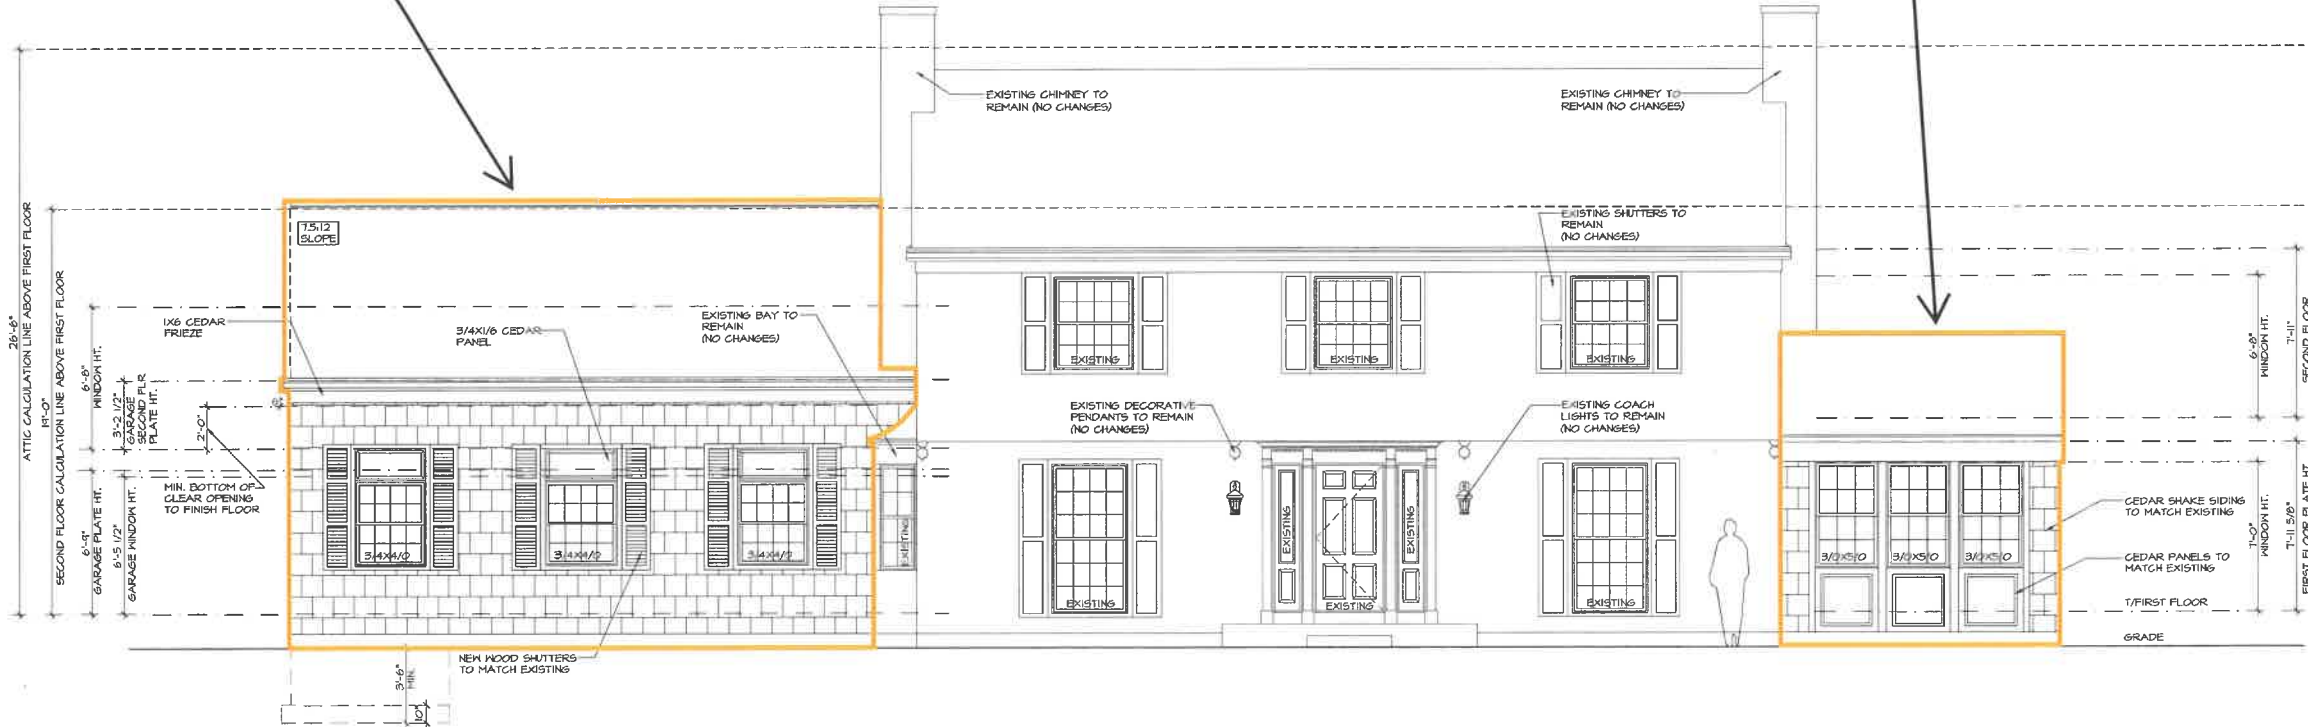 EXISTING CHIMNEY TO
REMAIN (NO CHANGES)
EXISTING CHIMNEY TO
REMAIN (NO CHANGES)
26'-6"
ATTIC CALCULATION LINE ABOVE FIRST FLOOR
19'-0"
SECOND FLOOR CALCULATION LINE ABOVE FIRST FLOOR
7.5:12
SLOPE
EXISTING SHUTTERS TO
REMAIN
(NO CHANGES)
1X6 CEDAR
FRIEZE
3/4X1/6 CEDAR
PANEL
EXISTING BAY TO
REMAIN
(NO CHANGES)
6'-8"
WINDOW HT.
3'-2 1/2"
GARAGE
SECOND FLR
PLATE HT.
2'-0"
EXISTING
EXISTING
EXISTING
6'-8"
WINDOW HT.
7'-11"
SECOND FLOOR
EXISTING DECORATIVE
PENDANTS TO REMAIN
(NO CHANGES)
EXISTING COACH
LIGHTS TO REMAIN
(NO CHANGES)
MIN. BOTTOM OF
CLEAR OPENING
TO FINISH FLOOR
6'-9"
GARAGE PLATE HT.
6'-5 1/2"
GARAGE WINDOW HT.
3/4X4/0
3/4X4/0
3/4X4/0
EXISTING
EXISTING
EXISTING
EXISTING
EXISTING
EXISTING
3/0X5/0
3/0X5/0
3/0X5/0
CEDAR SHAKE SIDING
TO MATCH EXISTING
CEDAR PANELS TO
MATCH EXISTING
7'-0"
WINDOW HT.
7'-11 5/8"
FIRST FLOOR PLATE HT.
T/FIRST FLOOR
GRADE
NEW WOOD SHUTTERS
TO MATCH EXISTING
3'-6"
MIN.
10"